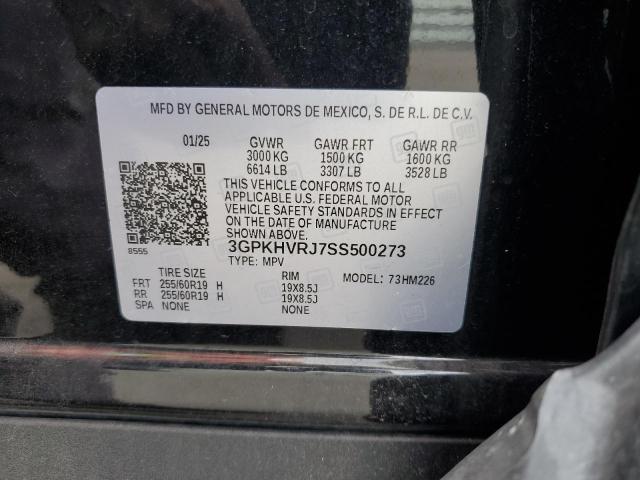 MFD BY GENERAL MOTORS DE MEXICO, S. DE R.L. DE C.V.
01/25 GVWR GAWR FRT GAWR RR
3000 KG 1500 KG 1600 KG
6614 LB 3307 LB 3528 LB
THIS VEHICLE CONFORMS TO ALL
APPLICABLE U.S. FEDERAL MOTOR
VEHICLE SAFETY STANDARDS IN EFFECT
ON THE DATE OF MANUFACTURE
SHOWN ABOVE.
8555 3GPKHVRJ7SS500273
TYPE: MPV
TIRE SIZE RIM MODEL: 73HM226
FRT 255/60R19 H 19X8.5J
RR 255/60R19 H 19X8.5J
SPA NONE NONE